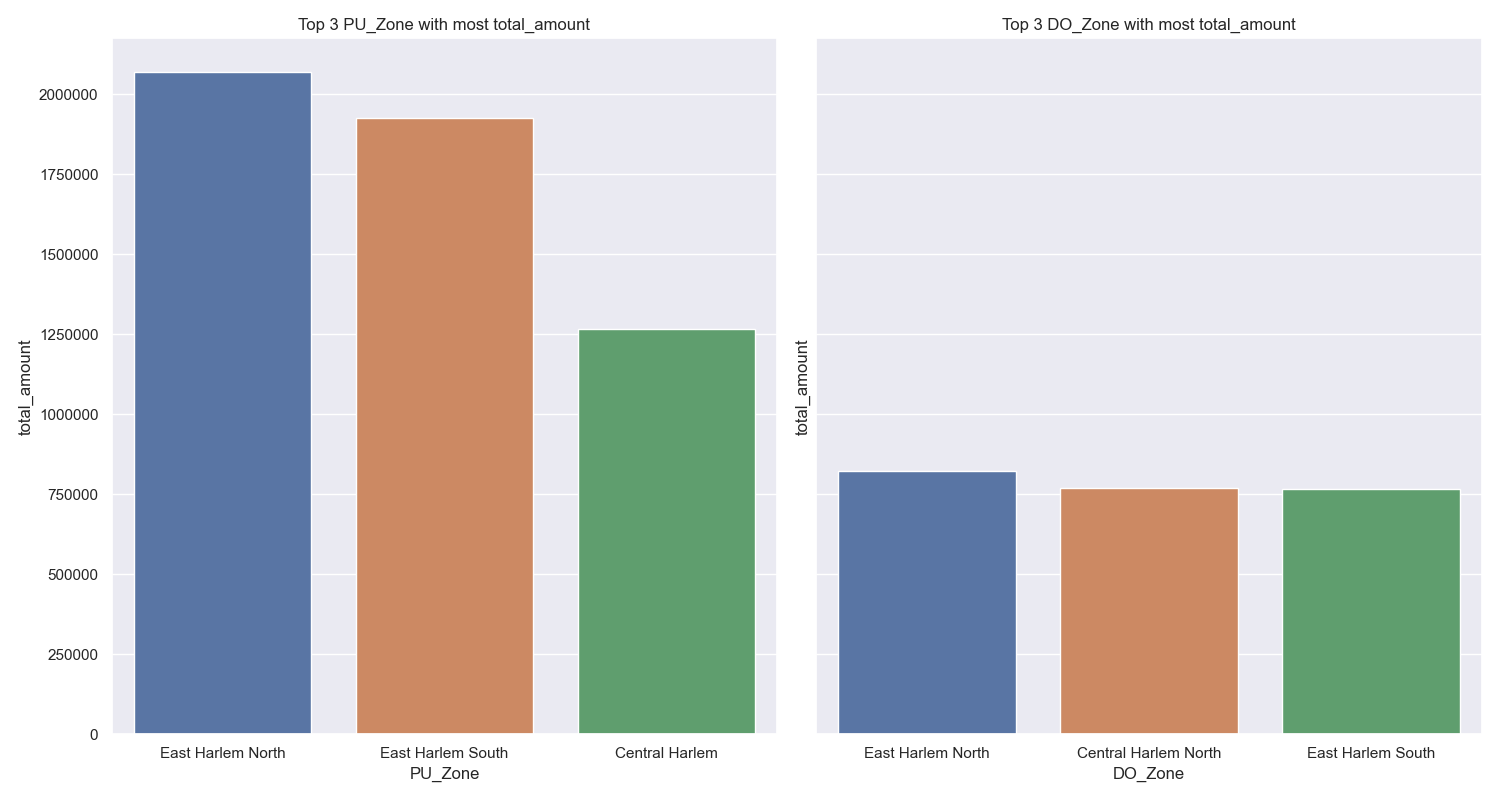 Top 3 PU_Zone with most total_amount
total_amount
2000000
1750000
1500000
1250000
1000000
750000
500000
250000
0
East Harlem North
East Harlem South
Central Harlem
PU_Zone
Top 3 DO_Zone with most total_amount
total_amount
East Harlem North
Central Harlem North
East Harlem South
DO_Zone